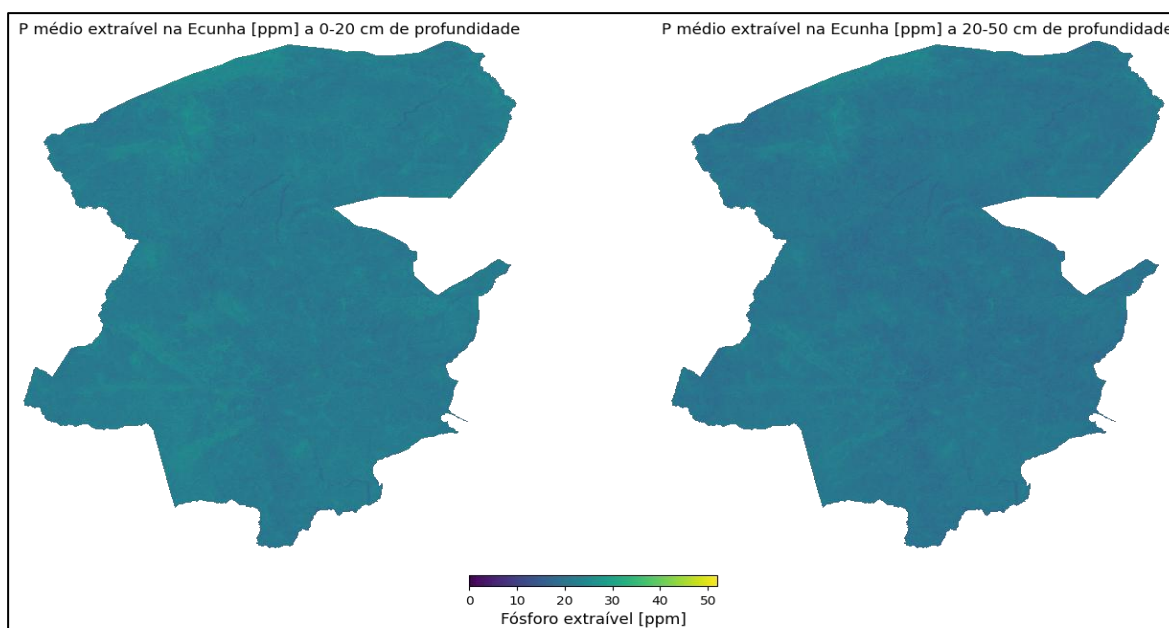 P médio extraível na Ecunha [ppm] a 0-20 cm de profundidade
P médio extraível na Ecunha [ppm] a 20-50 cm de profundidade
0 10 20 30 40 50
Fósforo extraível [ppm]